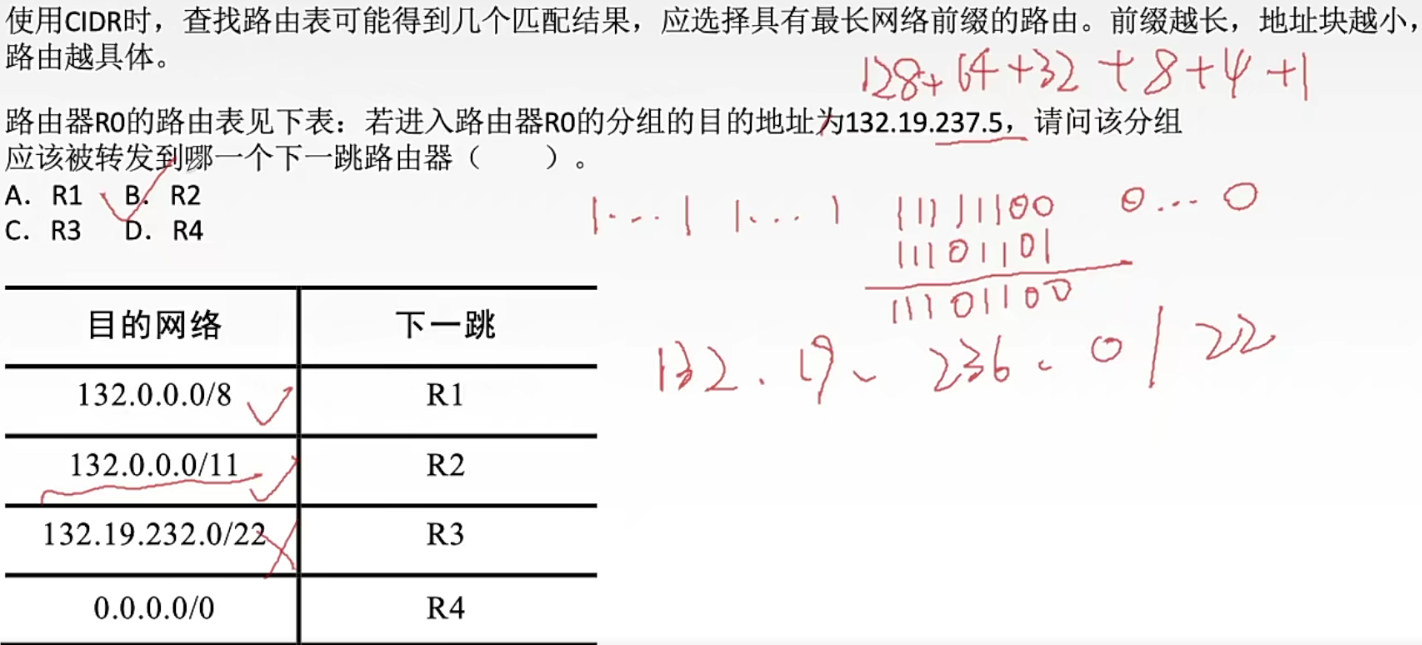 使用CIDR时，查找路由表可能得到几个匹配结果，应选择具有最长网络前缀的路由。前缀越长，地址块越小，
路由越具体。
128+64+32+8+4+1
路由器R0的路由表见下表：若进入路由器R0的分组的目的地址为132.19.237.5，请问该分组
应该被转发到哪一个下一跳路由器（ ）。
A. R1 B. R2
C. R3 D. R4
1...1 1...1 11111100 0...0
11101101
11101100
132.19.236.0/22
目的网络 下一跳
132.0.0.0/8 R1
132.0.0.0/11 R2
132.19.232.0/22 R3
0.0.0.0/0 R4